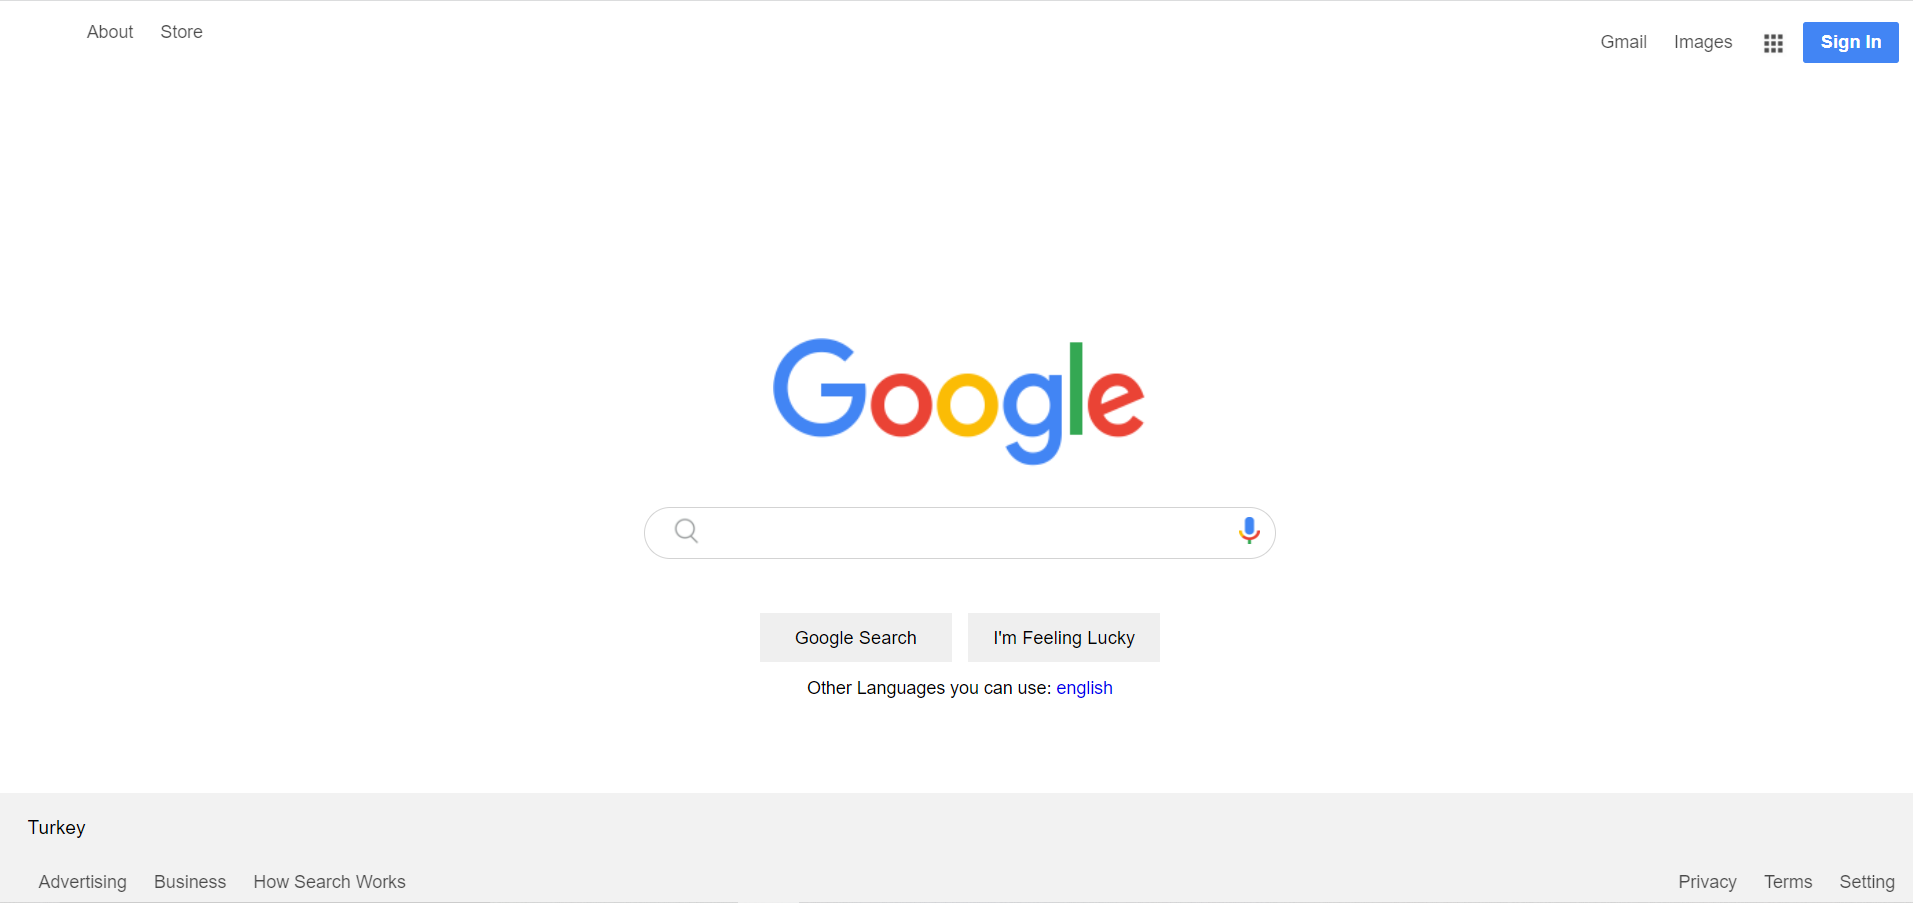 About Store
Gmail Images Sign In
Google
Google Search I'm Feeling Lucky
Other Languages you can use: english
Turkey
Advertising Business How Search Works Privacy Terms Setting